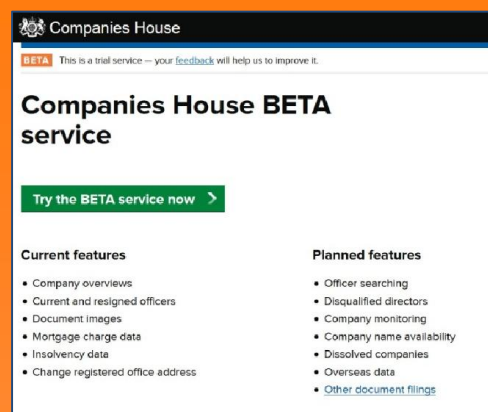 Companies House
BETA This is a trial service — your feedback will help us to improve it.
Companies House BETA
service
Try the BETA service now
Current features
• Company overviews
• Current and resigned officers
• Document images
• Mortgage charge data
• Insolvency data
• Change registered office address
Planned features
• Officer searching
• Disqualified directors
• Company monitoring
• Company name availability
• Dissolved companies
• Overseas data
• Other document filings